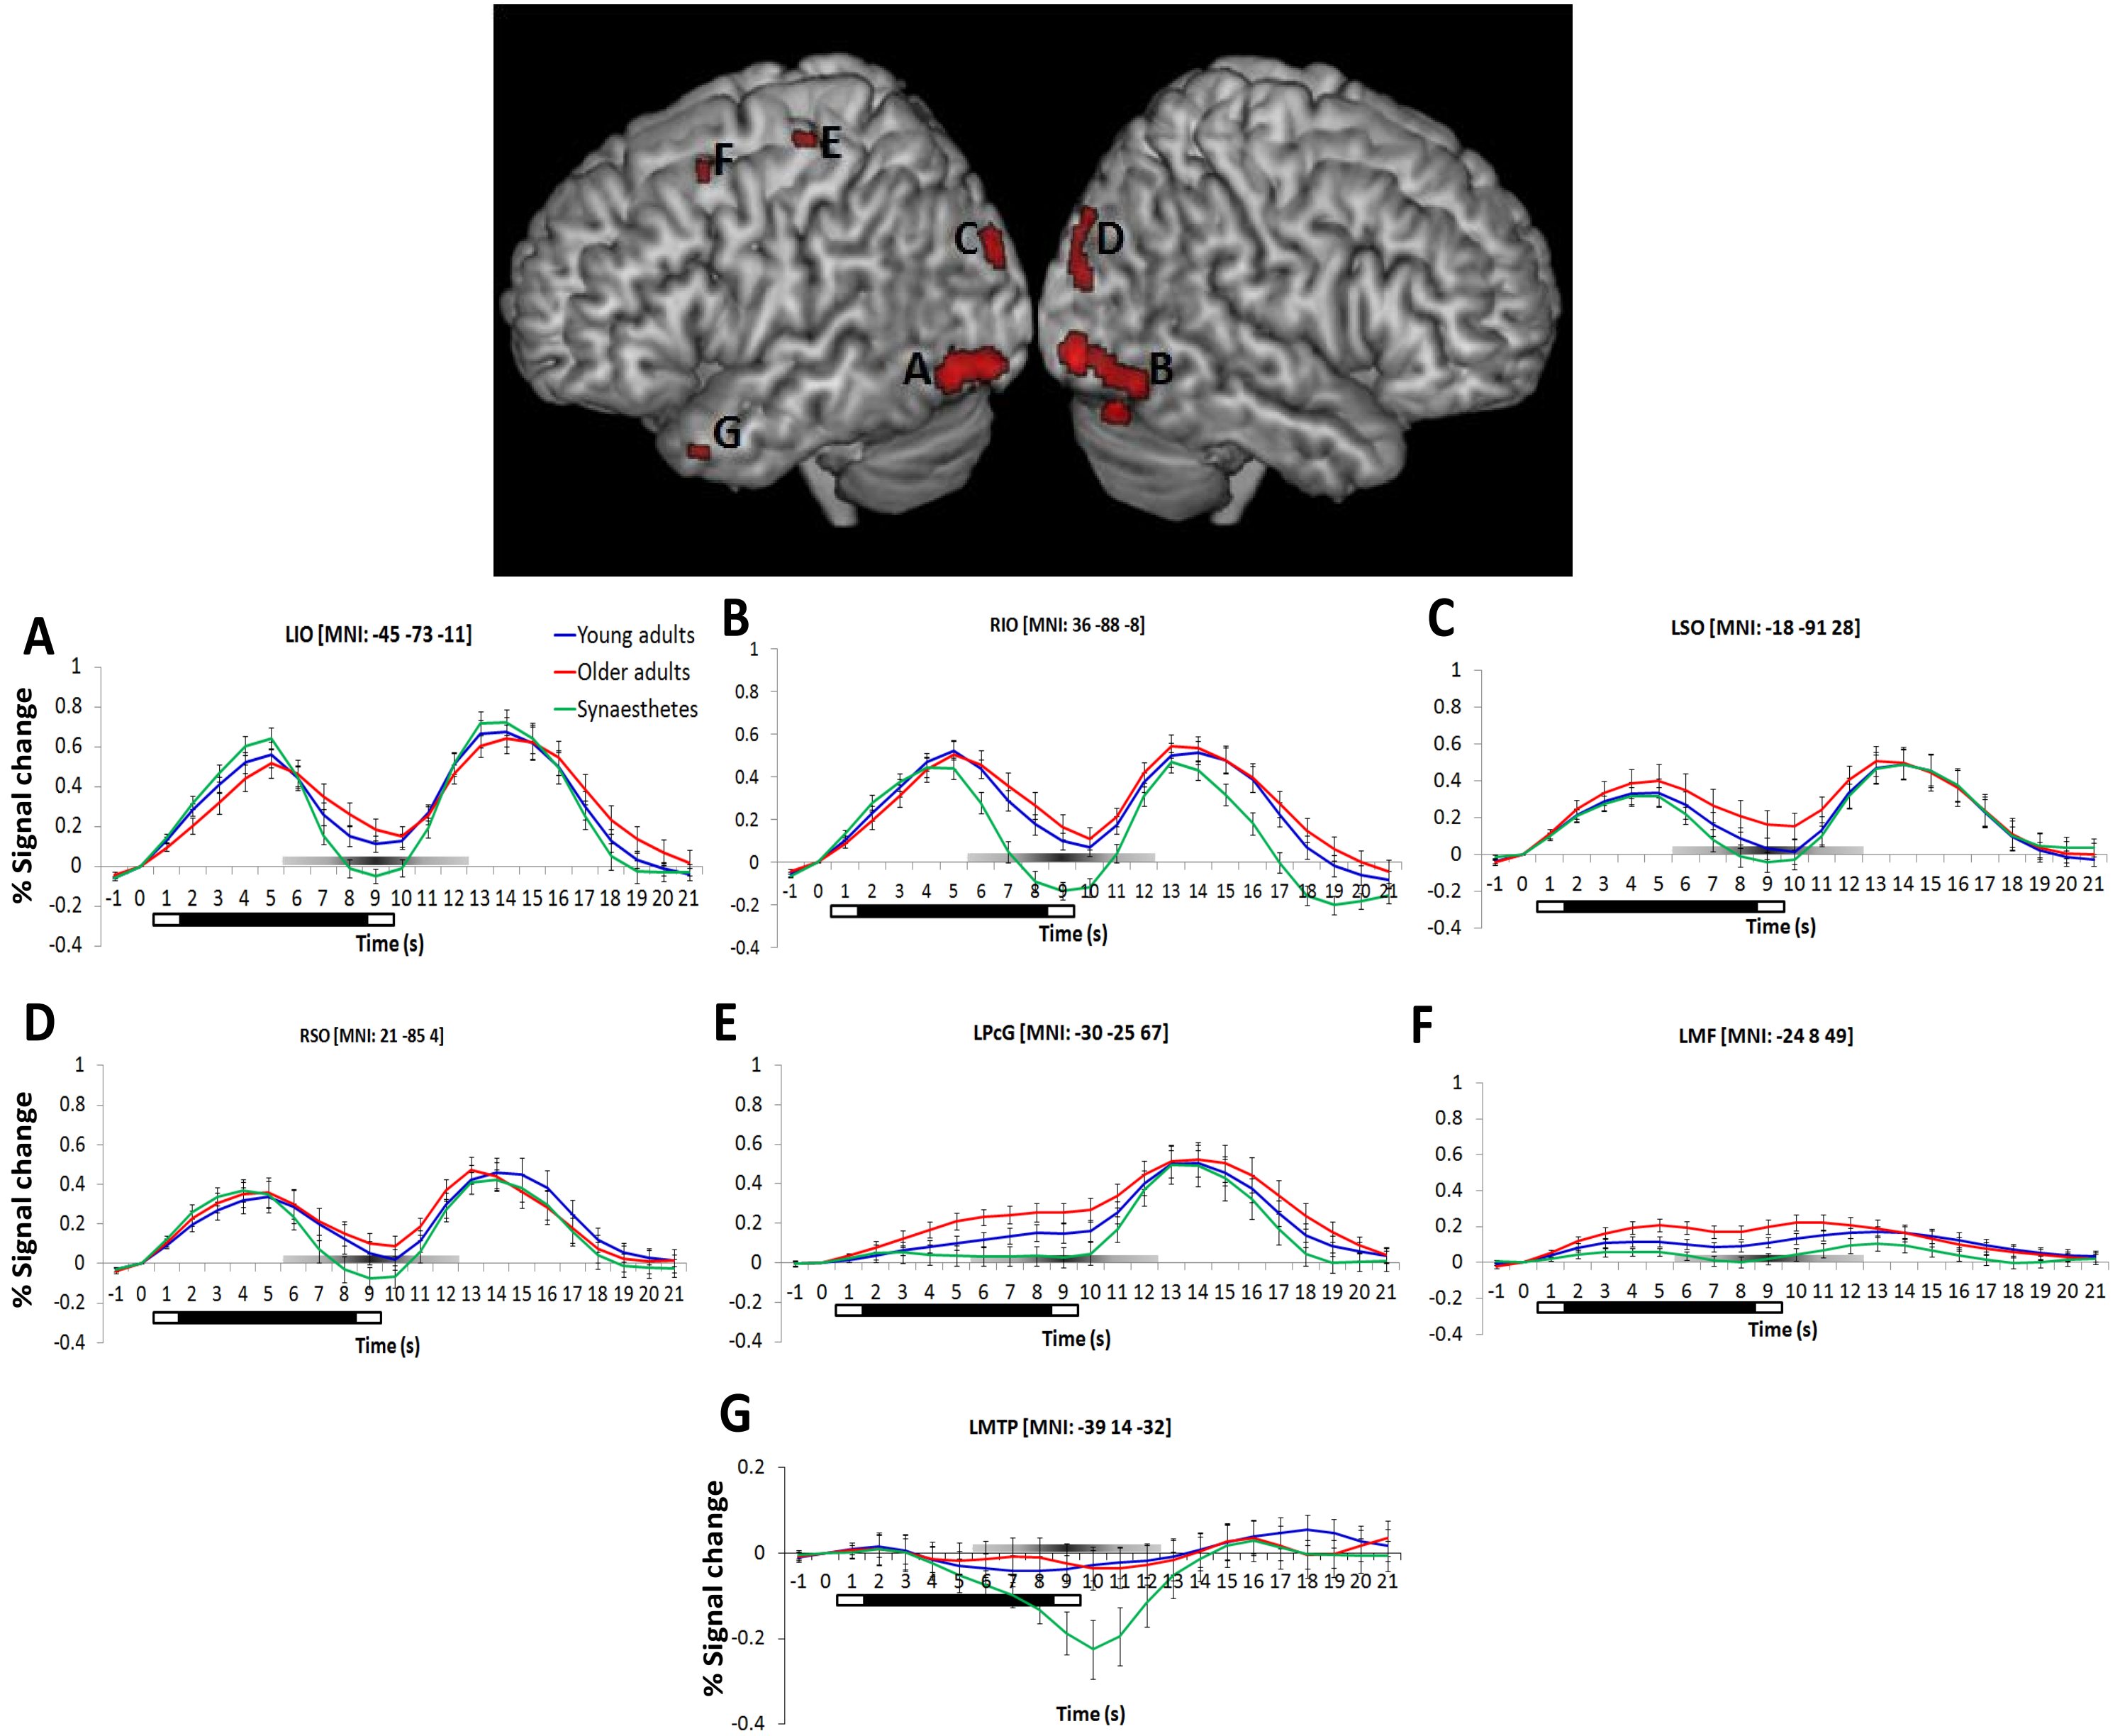 F
E
C
D
A
B
G
A
LIO [MNI: -45 -73 -11]
Young adults
Older adults
Synaesthetes
% Signal change
1
0.8
0.6
0.4
0.2
0
-0.2
-0.4
-1 0 1 2 3 4 5 6 7 8 9 10 11 12 13 14 15 16 17 18 19 20 21
Time (s)
B
RIO [MNI: 36 -88 -8]
1
0.8
0.6
0.4
0.2
0
-0.2
-0.4
-1 0 1 2 3 4 5 6 7 8 9 10 11 12 13 14 15 16 17 18 19 20 21
Time (s)
C
LSO [MNI: -18 -91 28]
1
0.8
0.6
0.4
0.2
0
-0.2
-0.4
-1 0 1 2 3 4 5 6 7 8 9 10 11 12 13 14 15 16 17 18 19 20 21
Time (s)
D
RSO [MNI: 21 -85 4]
% Signal change
1
0.8
0.6
0.4
0.2
0
-0.2
-0.4
-1 0 1 2 3 4 5 6 7 8 9 10 11 12 13 14 15 16 17 18 19 20 21
Time (s)
E
LPcG [MNI: -30 -25 67]
1
0.8
0.6
0.4
0.2
0
-0.2
-0.4
-1 0 1 2 3 4 5 6 7 8 9 10 11 12 13 14 15 16 17 18 19 20 21
Time (s)
F
LMF [MNI: -24 8 49]
1
0.8
0.6
0.4
0.2
0
-0.2
-0.4
-1 0 1 2 3 4 5 6 7 8 9 10 11 12 13 14 15 16 17 18 19 20 21
Time (s)
G
LMTP [MNI: -39 14 -32]
% Signal change
0.2
0
-0.2
-0.4
-1 0 1 2 3 4 5 6 7 8 9 10 11 12 13 14 15 16 17 18 19 20 21
Time (s)